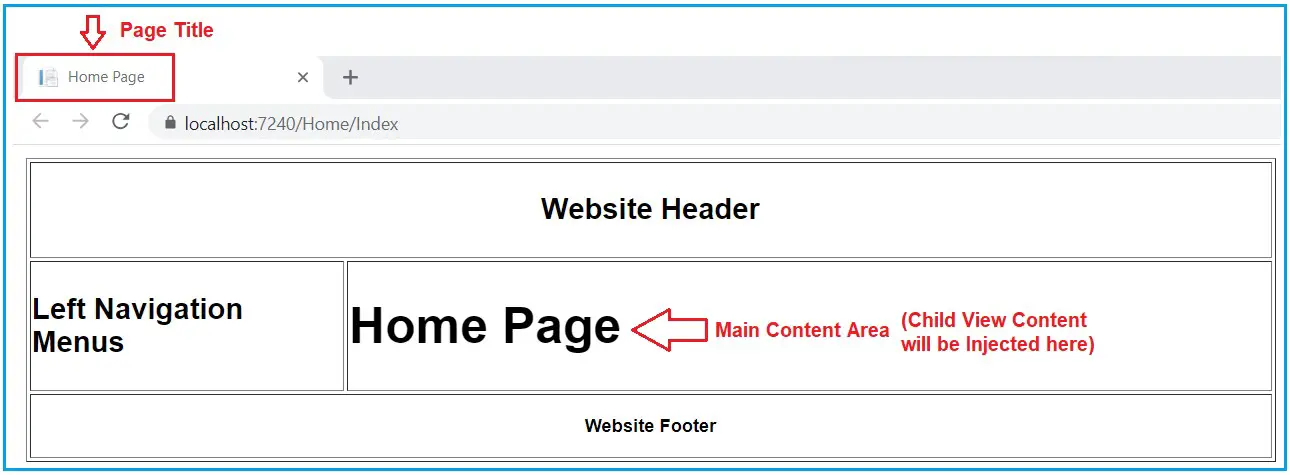 Page Title
Home Page
localhost:7240/Home/Index
Website Header
Left Navigation
Menus
Home Page
Main Content Area
(Child View Content
will be Injected here)
Website Footer